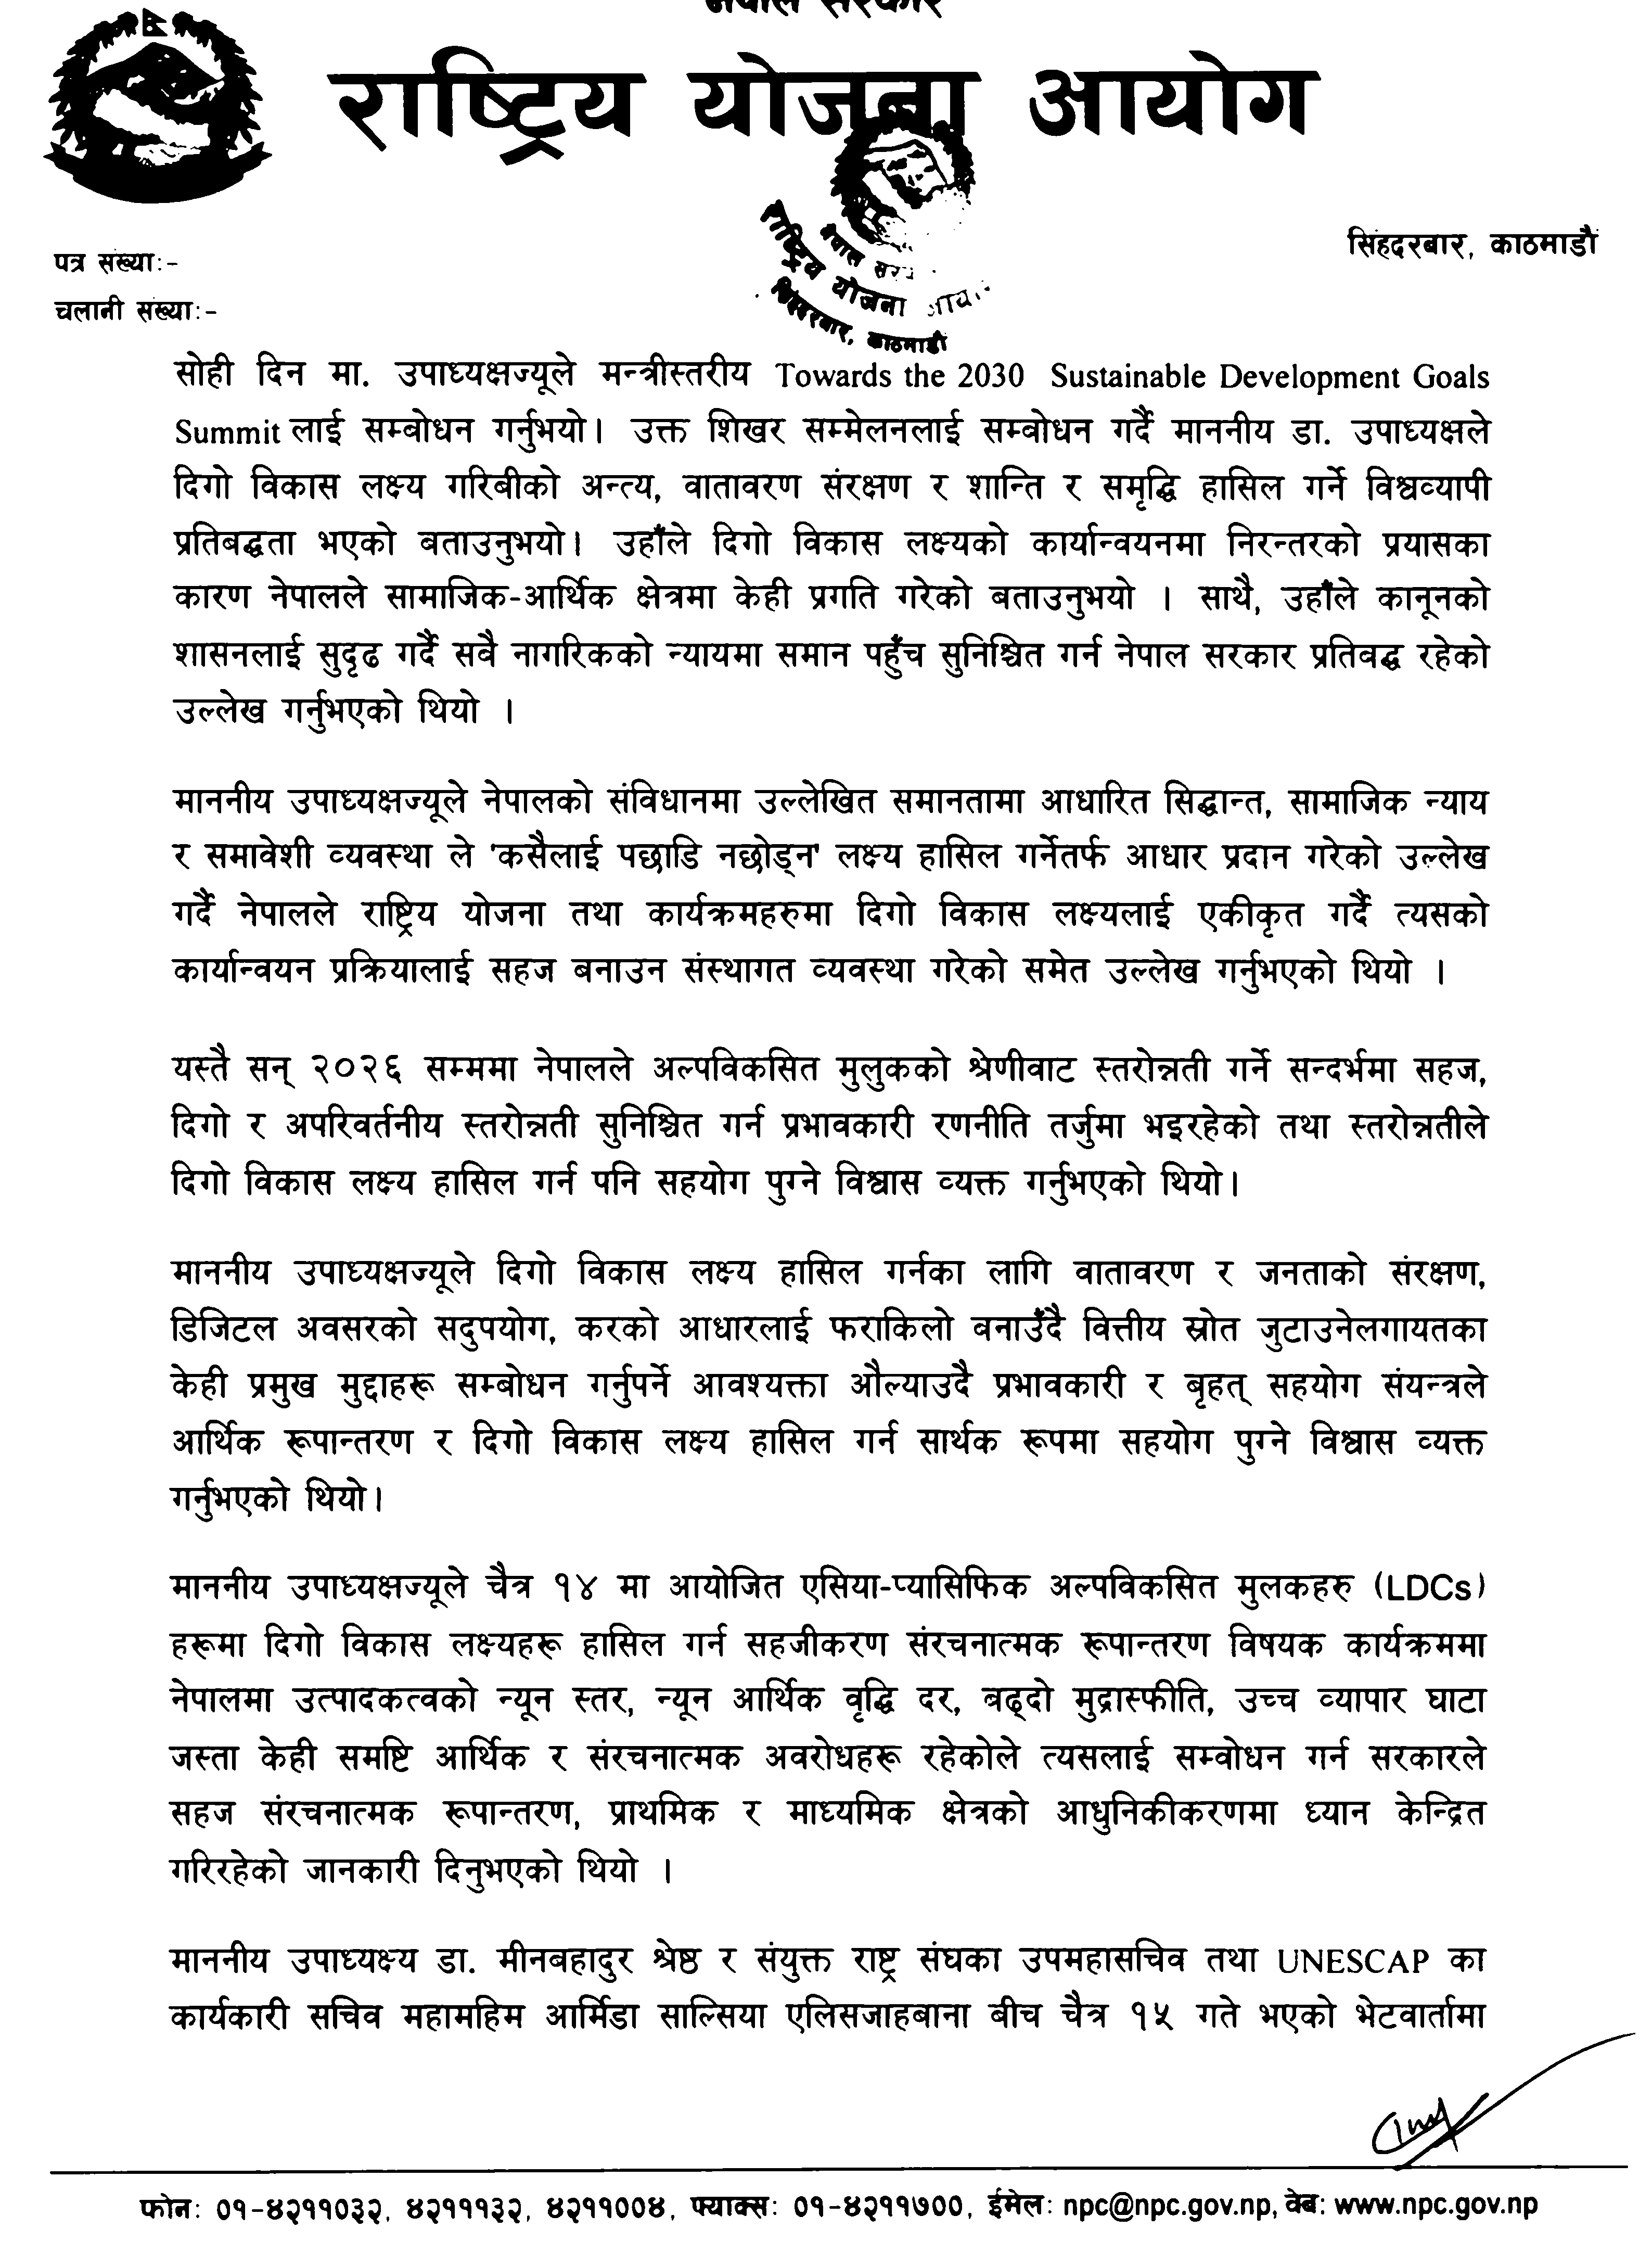 नेपाल सरकार
राष्ट्रिय योजना आयोग
राष्ट्रिय योजना
नेपाल
सिंहदरबार, काठमाडौं
सिंहदरबार, काठमाडौं
पत्र संख्या:-
चलानी संख्या:-
सोही दिन मा. उपाध्यक्षज्यूले मन्त्रीस्तरीय Towards the 2030 Sustainable Development Goals
Summit लाई सम्बोधन गर्नुभयो। उक्त शिखर सम्मेलनलाई सम्बोधन गर्दै माननीय डा. उपाध्यक्षले
दिगो विकास लक्ष्य गरिबीको अन्त्य, वातावरण संरक्षण र शान्ति र समृद्धि हासिल गर्ने विश्वव्यापी
प्रतिबद्धता भएको बताउनुभयो। उहाँले दिगो विकास लक्ष्यको कार्यान्वयनमा निरन्तरको प्रयासका
कारण नेपालले सामाजिक-आर्थिक क्षेत्रमा केही प्रगति गरेको बताउनुभयो । साथै, उहाँले कानूनको
शासनलाई सुदृढ गर्दै सवै नागरिकको न्यायमा समान पहुँच सुनिश्चित गर्न नेपाल सरकार प्रतिवद्ध रहेको
उल्लेख गर्नुभएको थियो ।
माननीय उपाध्यक्षज्यूले नेपालको संविधानमा उल्लेखित समानतामा आधारित सिद्धान्त, सामाजिक न्याय
र समावेशी व्यवस्था ले 'कसैलाई पछाडि नछोड्न' लक्ष्य हासिल गर्नेतर्फ आधार प्रदान गरेको उल्लेख
गर्दै नेपालले राष्ट्रिय योजना तथा कार्यक्रमहरुमा दिगो विकास लक्ष्यलाई एकीकृत गर्दै त्यसको
कार्यान्वयन प्रक्रियालाई सहज बनाउन संस्थागत व्यवस्था गरेको समेत उल्लेख गर्नुभएको थियो ।
यस्तै सन् २०२६ सम्ममा नेपालले अल्पविकसित मुलुकको श्रेणीवाट स्तरोन्नती गर्ने सन्दर्भमा सहज,
दिगो र अपरिवर्तनीय स्तरोन्नती सुनिश्चित गर्न प्रभावकारी रणनीति तर्जुमा भइरहेको तथा स्तरोन्नतीले
दिगो विकास लक्ष्य हासिल गर्न पनि सहयोग पुग्ने विश्वास व्यक्त गर्नुभएको थियो।
माननीय उपाध्यक्षज्यूले दिगो विकास लक्ष्य हासिल गर्नका लागि वातावरण र जनताको संरक्षण,
डिजिटल अवसरको सदुपयोग, करको आधारलाई फराकिलो बनाउँदै वित्तीय स्रोत जुटाउनेलगायतका
केही प्रमुख मुद्दाहरू सम्बोधन गर्नुपर्ने आवश्यक्ता औल्याउदै प्रभावकारी र बृहत् सहयोग संयन्त्रले
आर्थिक रूपान्तरण र दिगो विकास लक्ष्य हासिल गर्न सार्थक रूपमा सहयोग पुग्ने विश्वास व्यक्त
गर्नुभएको थियो।
माननीय उपाध्यक्षज्यूले चैत्र १४ मा आयोजित एसिया-प्यासिफिक अल्पविकसित मुलकहरु (LDCs)
हरूमा दिगो विकास लक्ष्यहरू हासिल गर्न सहजीकरण संरचनात्मक रूपान्तरण विषयक कार्यक्रममा
नेपालमा उत्पादकत्वको न्यून स्तर, न्यून आर्थिक वृद्धि दर, बढ्दो मुद्रास्फीति, उच्च व्यापार घाटा
जस्ता केही समष्टि आर्थिक र संरचनात्मक अवरोधहरू रहेकोले त्यसलाई सम्वोधन गर्न सरकारले
सहज संरचनात्मक रूपान्तरण, प्राथमिक र माध्यमिक क्षेत्रको आधुनिकीकरणमा ध्यान केन्द्रित
गरिरहेको जानकारी दिनुभएको थियो ।
माननीय उपाध्यक्ष्य डा. मीनबहादुर श्रेष्ठ र संयुक्त राष्ट्र संघका उपमहासचिव तथा UNESCAP का
कार्यकारी सचिव महामहिम आर्मिडा साल्सिया एलिसजाहबाना बीच चैत्र १५ गते भएको भेटवार्तामा
फोन: ०१-४२११०३२, ४२१११३२, ४२११००४, फ्याक्स: ०१-४२११७००, ईमेल: npc@npc.gov.np, वेब: www.npc.gov.np